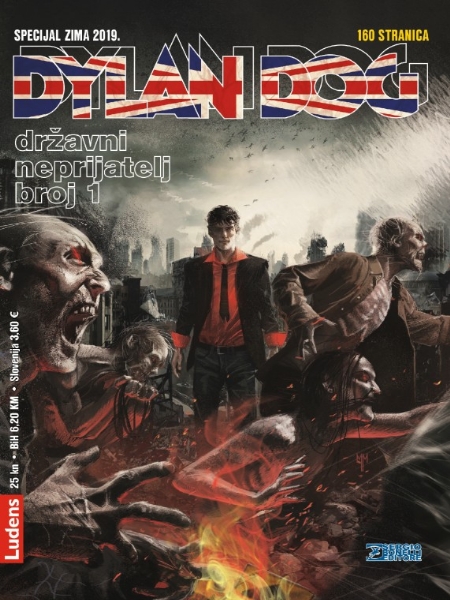 SPECIJAL ZIMA 2019.
160 STRANICA
DYLAN DOG
državni
neprijatelj
broj 1
Ludens
25 kn • BiH 6.20 KM • Slovenija 3.60 €
SERGIO
BONELLI
EDITORE